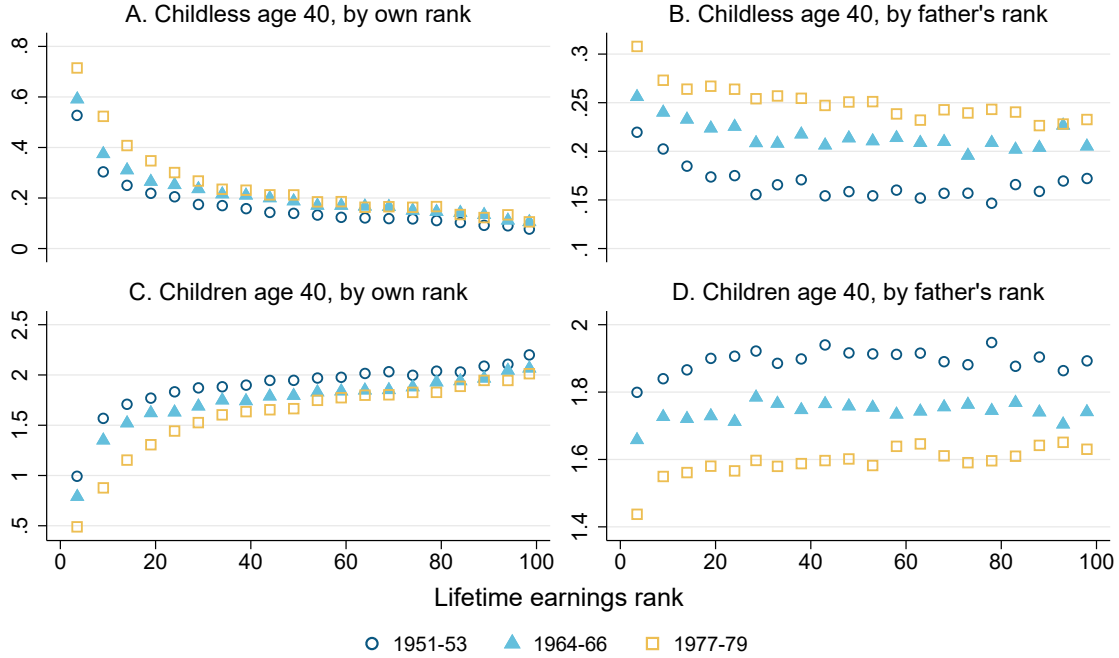 A. Childless age 40, by own rank
.8
.6
.4
.2
0
B. Childless age 40, by father's rank
.3
.25
.2
.15
.1
C. Children age 40, by own rank
2.5
2
1.5
1
.5
0 20 40 60 80 100
D. Children age 40, by father's rank
2
1.8
1.6
1.4
0 20 40 60 80 100
Lifetime earnings rank
1951-53 1964-66 1977-79